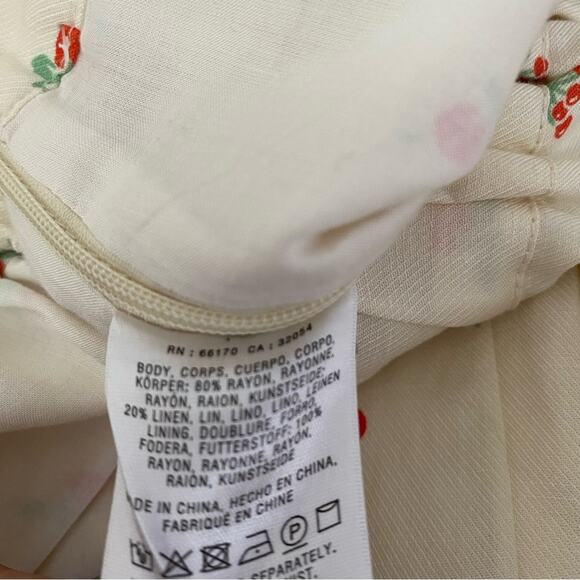 RN : 66170 CA : 32054
BODY, CORPS, CUERPO, CORPO,
KÖRPER: 80% RAYON, RAYONNE,
RAYÓN, RAION, KUNSTSEIDE;
20% LINEN, LIN, LINO, LINO, LEINEN
LINING, DOUBLURE, FORRO,
FODERA, FUTTERSTOFF: 100%
RAYON, RAYONNE, RAYÓN,
RAION, KUNSTSEIDE
MADE IN CHINA, HECHO EN CHINA,
FABRIQUÉ EN CHINE
P
SEPARATELY.